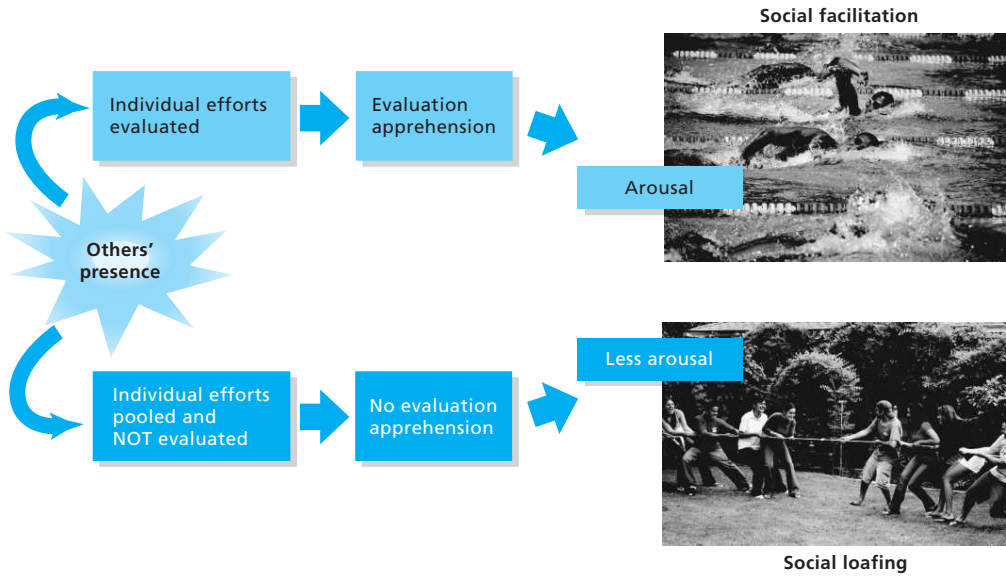 Social facilitation
Individual efforts
evaluated
Evaluation
apprehension
Arousal
Others’
presence
Less arousal
Individual efforts
pooled and
NOT evaluated
No evaluation
apprehension
Social loafing